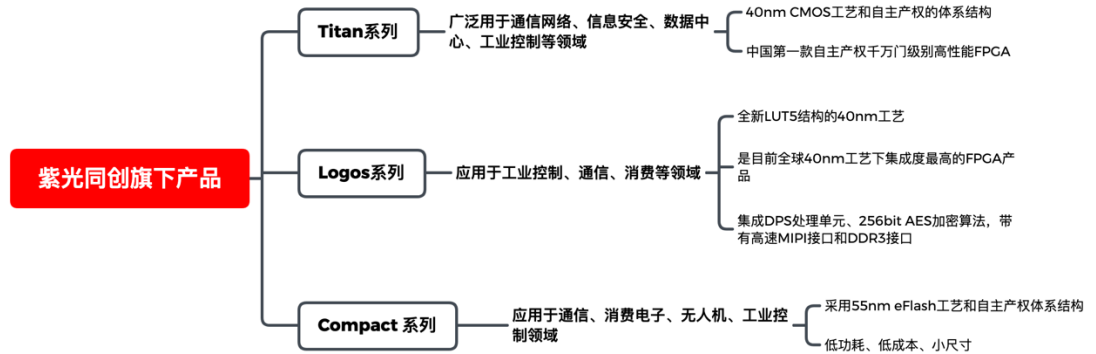 紫光同创旗下产品
Titan系列
广泛用于通信网络、信息安全、数据中
心、工业控制等领域
40nm CMOS工艺和自主产权的体系结构
中国第一款自主产权千万门级别高性能FPGA
Logos系列
应用于工业控制、通信、消费等领域
全新LUT5结构的40nm工艺
是目前全球40nm工艺下集成度最高的FPGA产
品
集成DPS处理单元、256bit AES加密算法，带
有高速MIPI接口和DDR3接口
Compact 系列
应用于通信、消费电子、无人机、工业控
制领域
采用55nm eFlash工艺和自主产权体系结构
低功耗、低成本、小尺寸